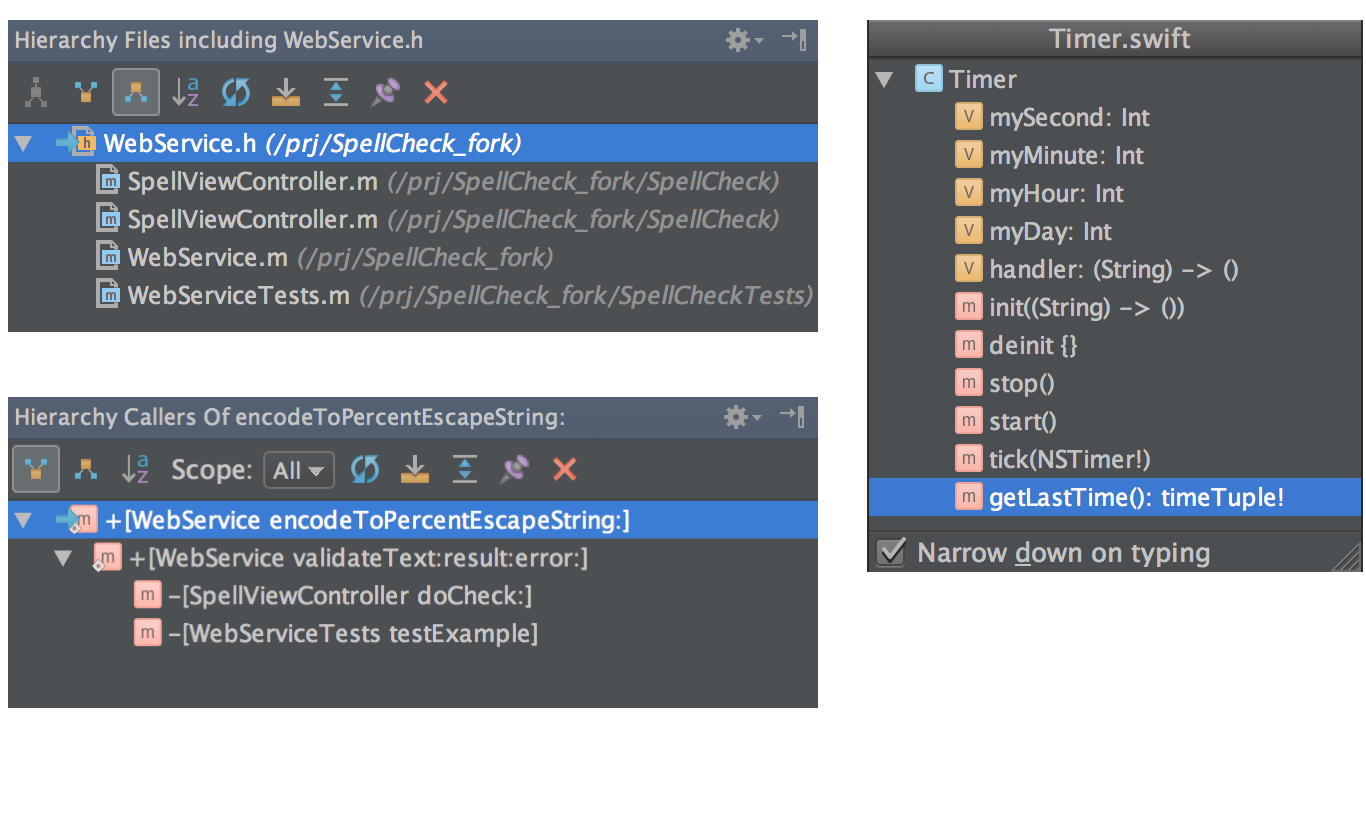 Hierarchy Files including WebService.h
WebService.h (/prj/SpellCheck_fork)
SpellViewController.m (/prj/SpellCheck_fork/SpellCheck)
SpellViewController.m (/prj/SpellCheck_fork/SpellCheck)
WebService.m (/prj/SpellCheck_fork)
WebServiceTests.m (/prj/SpellCheck_fork/SpellCheckTests)
Hierarchy Callers Of encodeToPercentEscapeString:
Scope: All
m +[WebService encodeToPercentEscapeString:]
m +[WebService validateText:result:error:]
m -[SpellViewController doCheck:]
m -[WebServiceTests testExample]
Timer.swift
C Timer
V mySecond: Int
V myMinute: Int
V myHour: Int
V myDay: Int
V handler: (String) -> ()
m init((String) -> ())
m deinit {}
m stop()
m start()
m tick(NSTimer!)
m getLastTime(): timeTuple!
Narrow down on typing